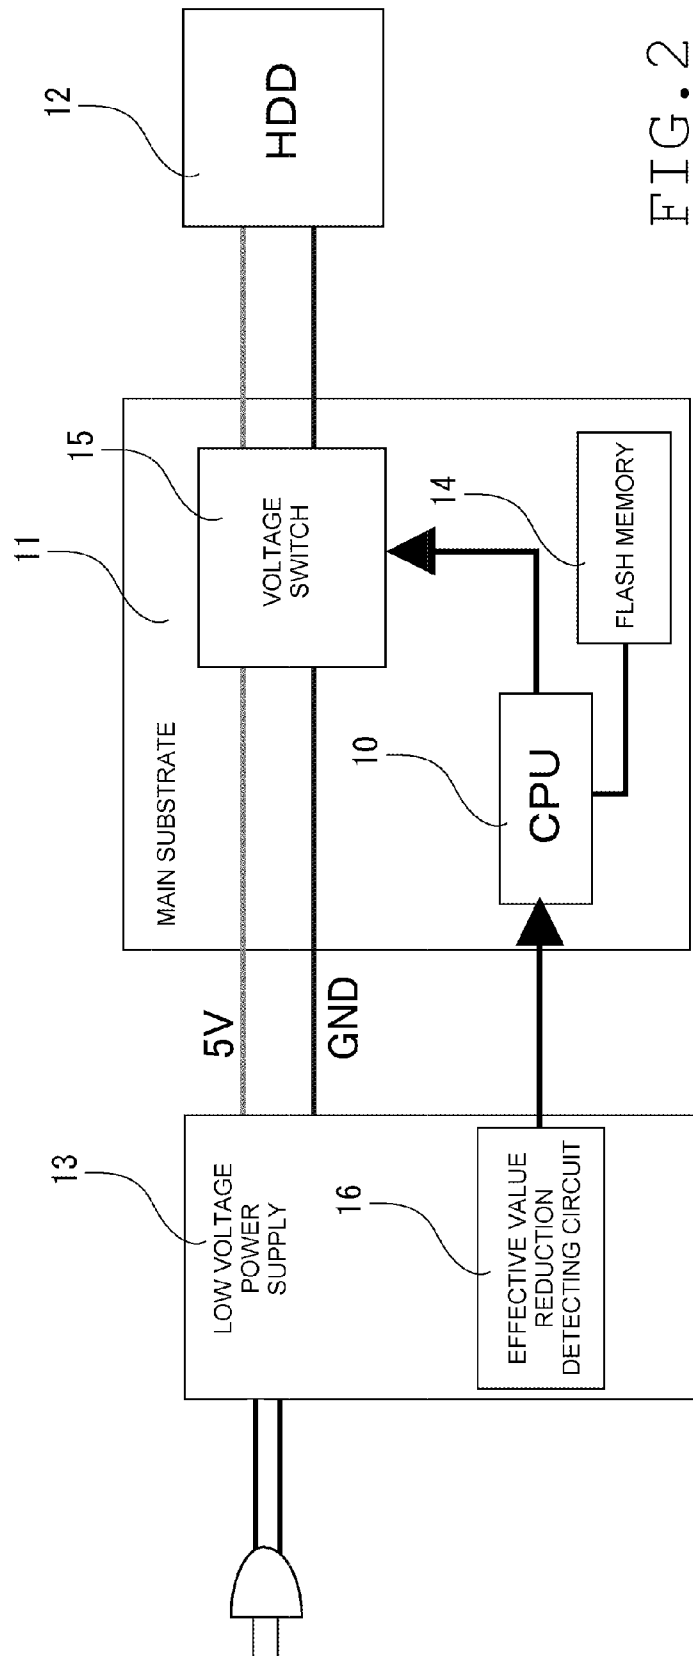 13
LOW VOLTAGE
POWER
SUPPLY
16
EFFECTIVE VALUE
REDUCTION
DETECTING CIRCUIT
5V
GND
11
MAIN SUBSTRATE
15
VOLTAGE
SWITCH
10
CPU
14
FLASH MEMORY
12
HDD
FIG.2